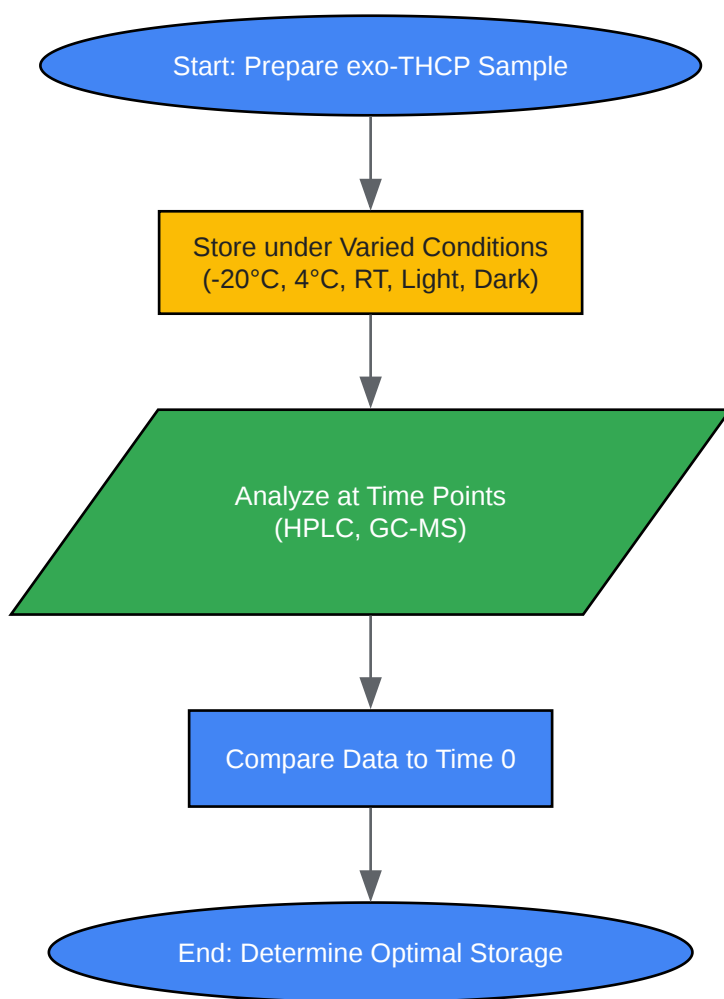 Start: Prepare exo-THCP Sample
Store under Varied Conditions
(-20°C, 4°C, RT, Light, Dark)
Analyze at Time Points
(HPLC, GC-MS)
Compare Data to Time 0
End: Determine Optimal Storage